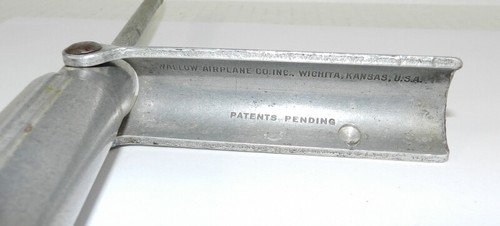 AIRPLANE CO. INC., WICHITA, KANSAS, U.S.A.
PATENTS PENDING